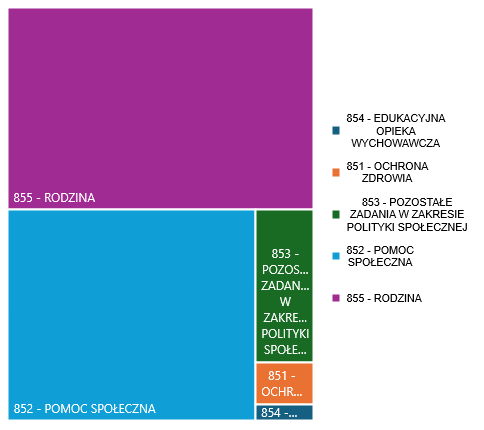 855 - RODZINA
852 - POMOC SPOŁECZNA
853 -
POZOS...
ZADAN...
W
ZAKRE...
POLITYKI
SPOŁE...
851 -
OCHR...
854 -...
854 - EDUKACYJNA
OPIEKA
WYCHOWAWCZA
851 - OCHRONA
ZDROWIA
853 - POZOSTAŁE
ZADANIA W ZAKRESIE
POLITYKI SPOŁECZNEJ
852 - POMOC
SPOŁECZNA
855 - RODZINA